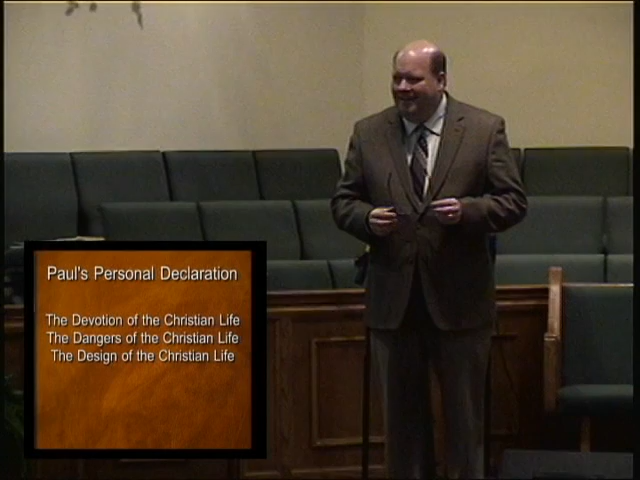 Paul's Personal Declaration
The Devotion of the Christian Life
The Dangers of the Christian Life
The Design of the Christian Life